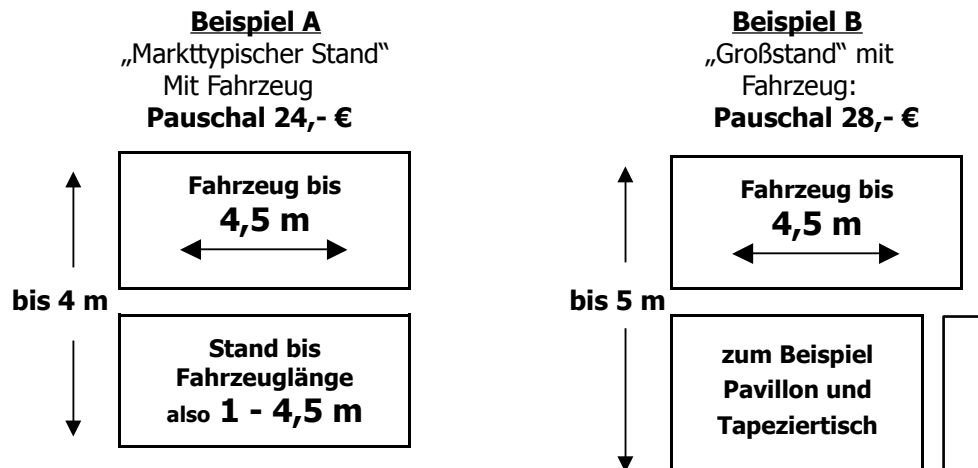 Beispiel A
„Markttypischer Stand“
Mit Fahrzeug
Pauschal 24,- €
Fahrzeug bis
4,5 m
bis 4 m
Stand bis
Fahrzeuglänge
also 1 - 4,5 m
Beispiel B
„Großstand“ mit
Fahrzeug:
Pauschal 28,- €
Fahrzeug bis
4,5 m
bis 5 m
zum Beispiel
Pavillon und
Tapeziertisch